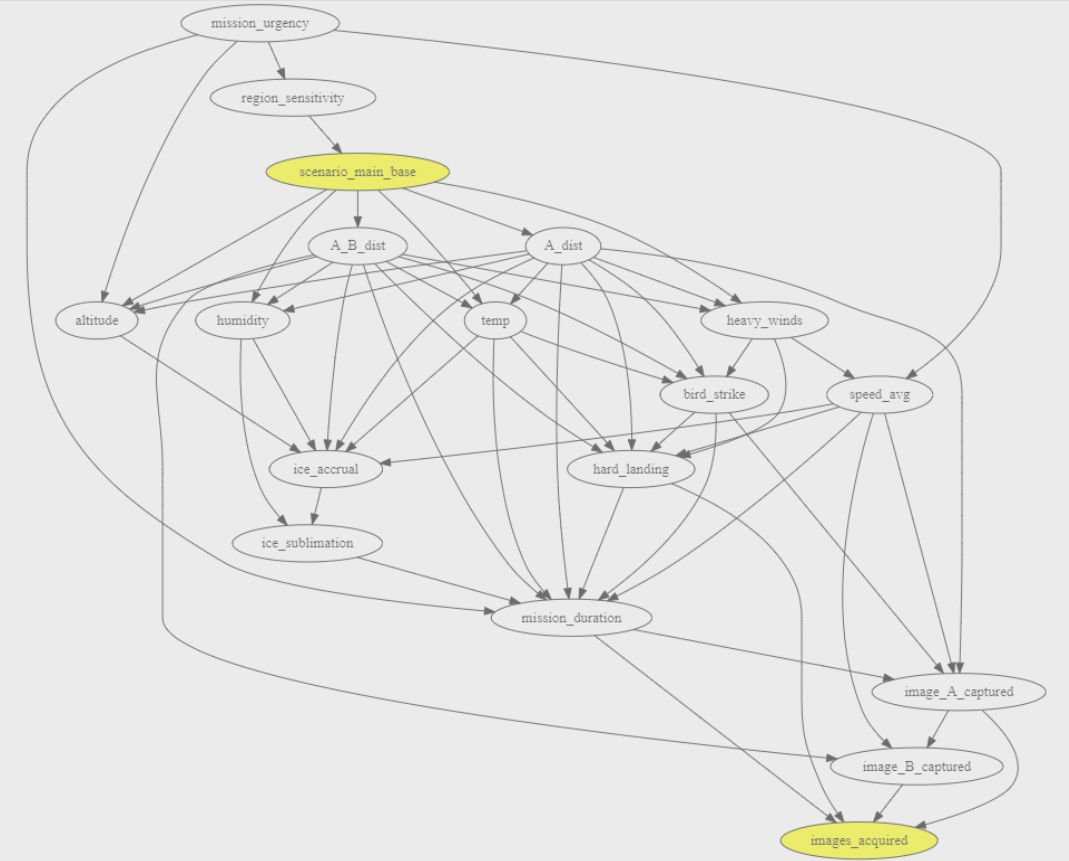 mission_urgency
region_sensitivity
scenario_main_base
A_B_dist
A_dist
altitude
humidity
temp
heavy_winds
bird_strike
speed_avg
ice_accrual
hard_landing
ice_sublimation
mission_duration
image_A_captured
image_B_captured
images_acquired